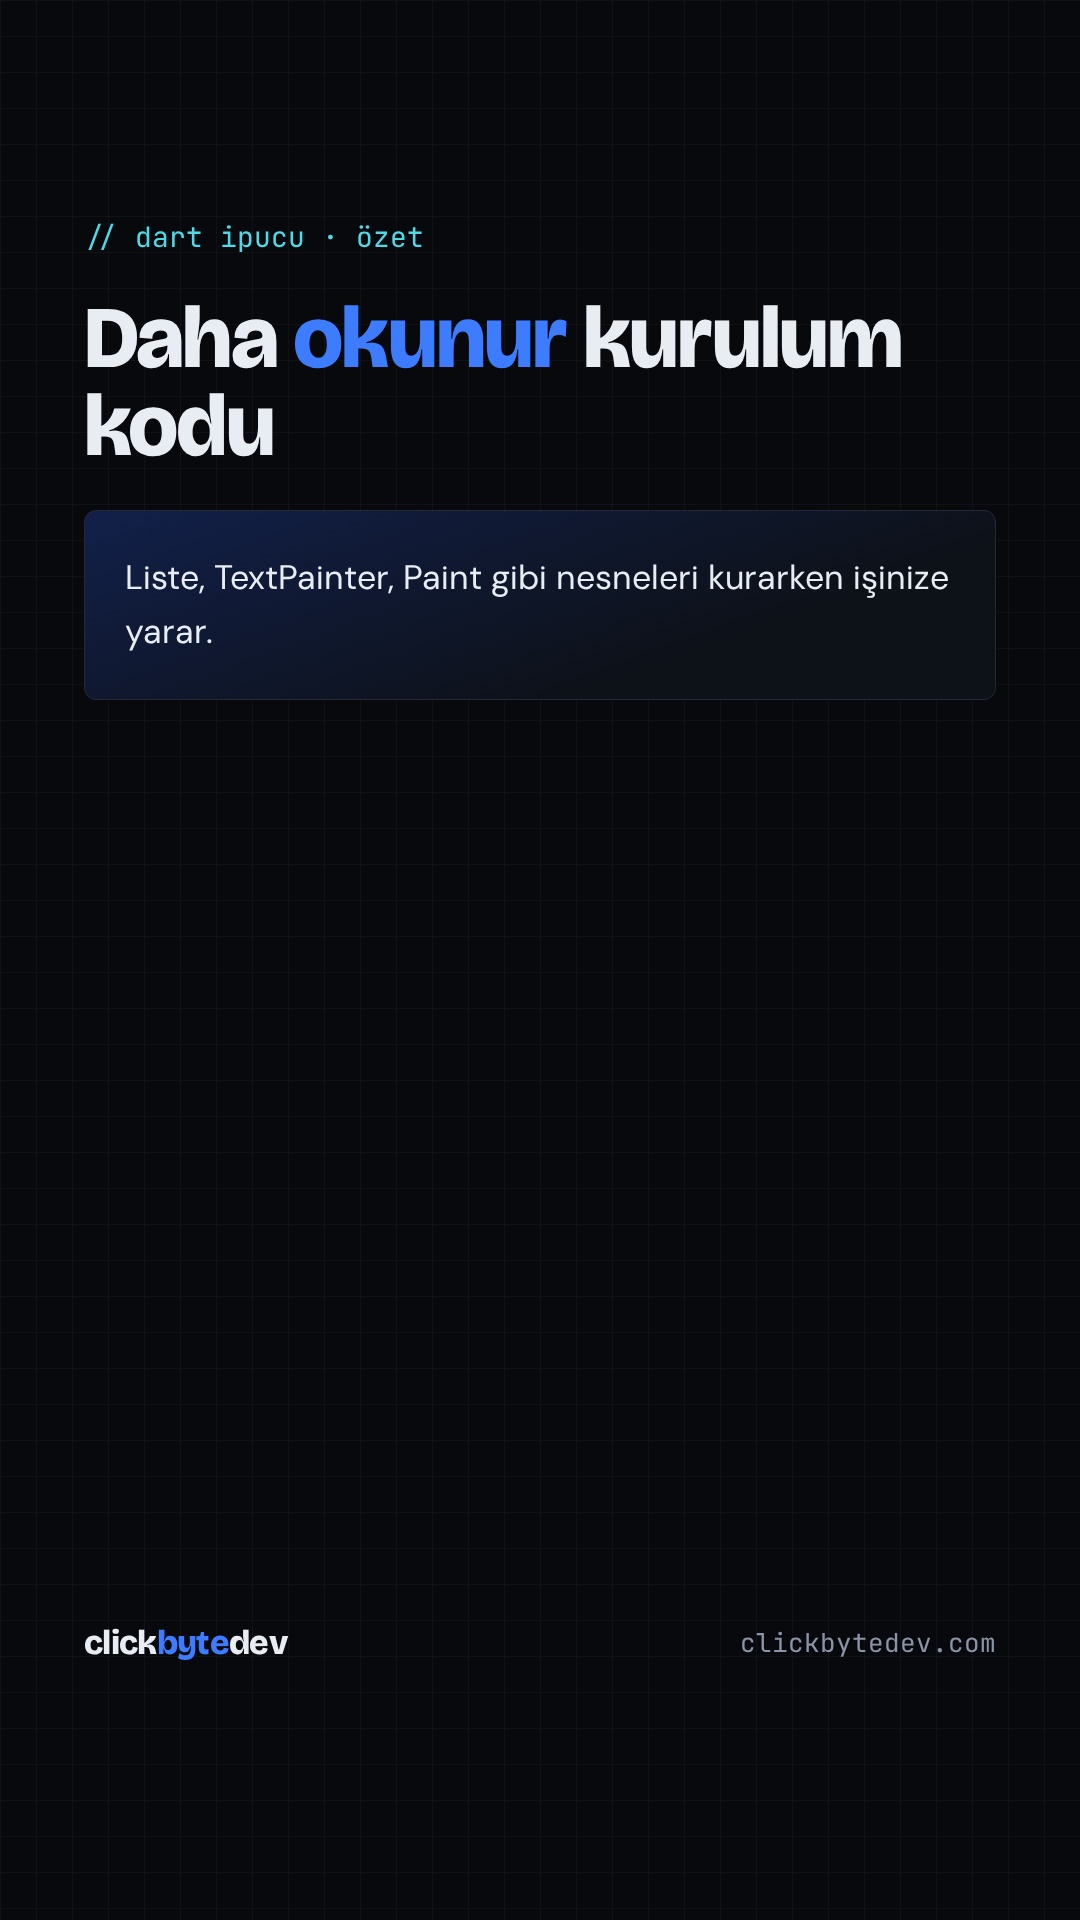 // dart ipucu · özet
Daha okunur kurulum
kodu
Liste, TextPainter, Paint gibi nesneleri kurarken işinize
yarar.
clickbytedev
clickbytedev.com